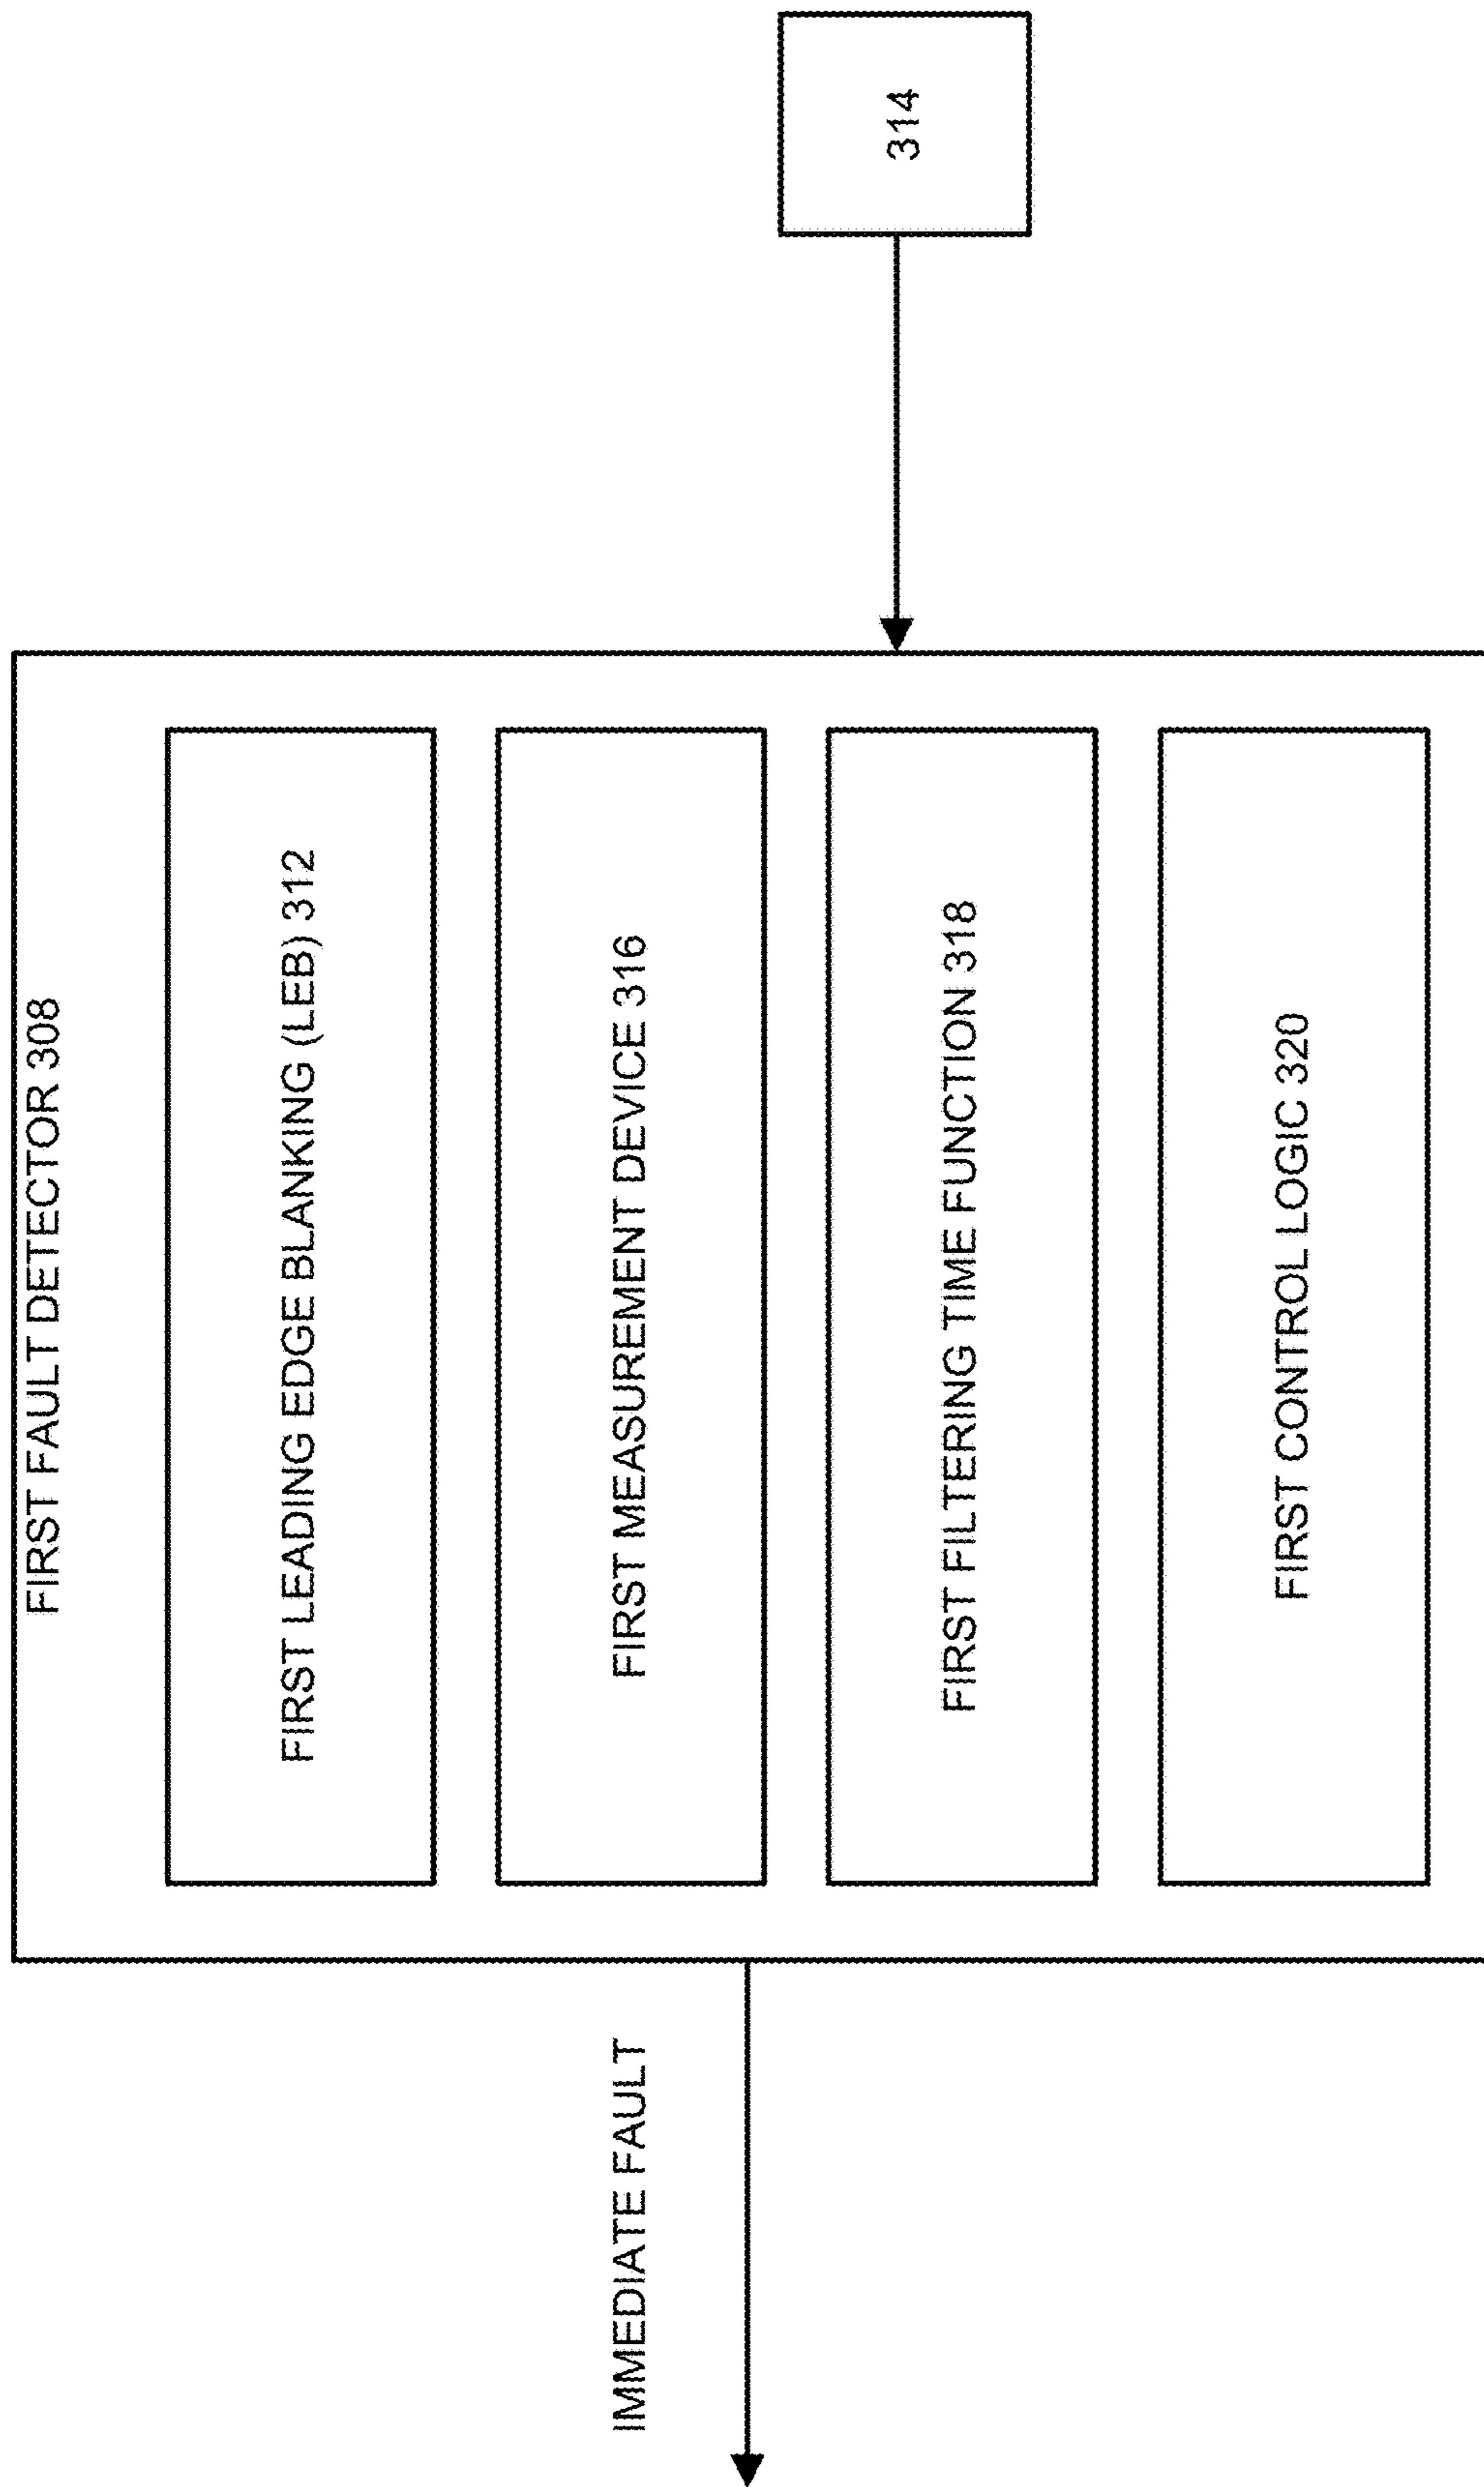 FIRST FAULT DETECTOR 308
FIRST LEADING EDGE BLANKING (LEB) 312
FIRST MEASUREMENT DEVICE 316
FIRST FILTERING TIME FUNCTION 318
FIRST CONTROL LOGIC 320
IMMEDIATE FAULT
314